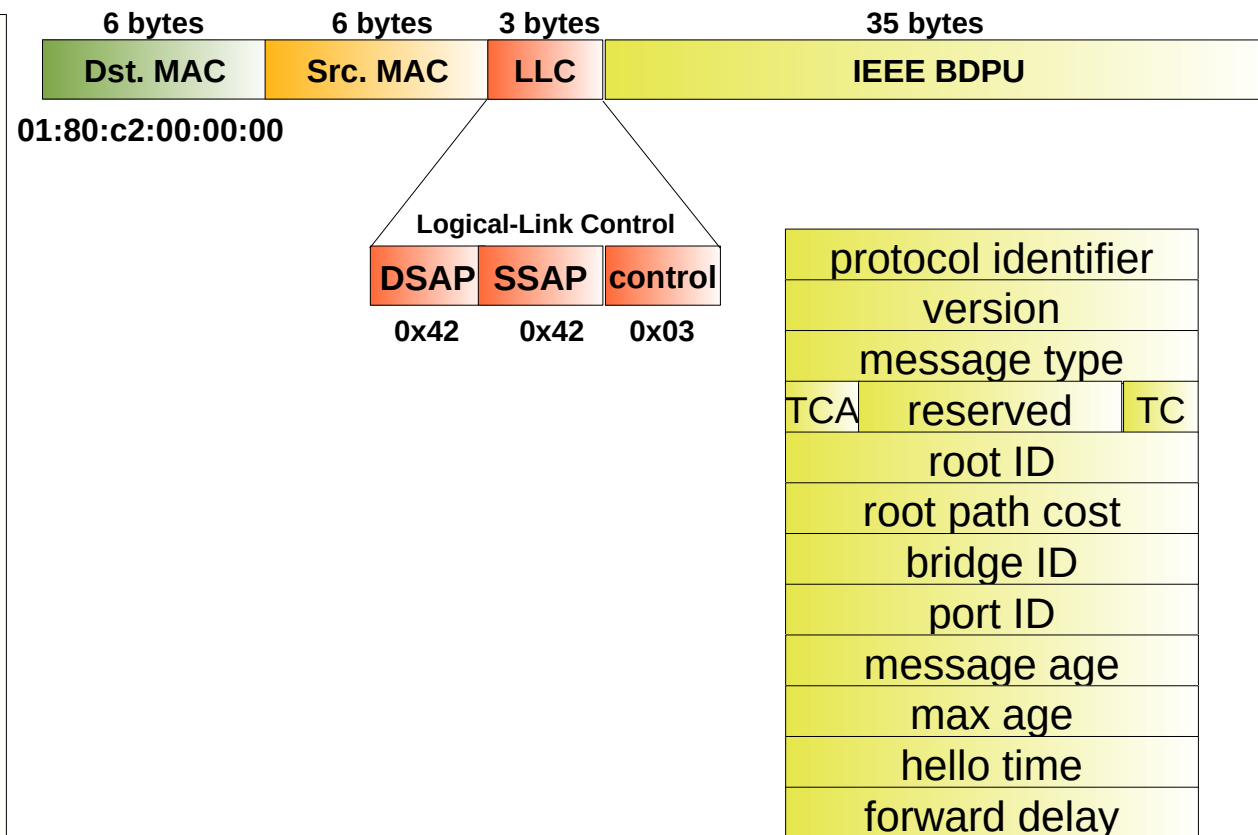 6 bytes 6 bytes 3 bytes 35 bytes
Dst. MAC Src. MAC LLC IEEE BDPU
01:80:c2:00:00:00
Logical-Link Control
DSAP SSAP control
0x42 0x42 0x03
protocol identifier
version
message type
TCA reserved TC
root ID
root path cost
bridge ID
port ID
message age
max age
hello time
forward delay